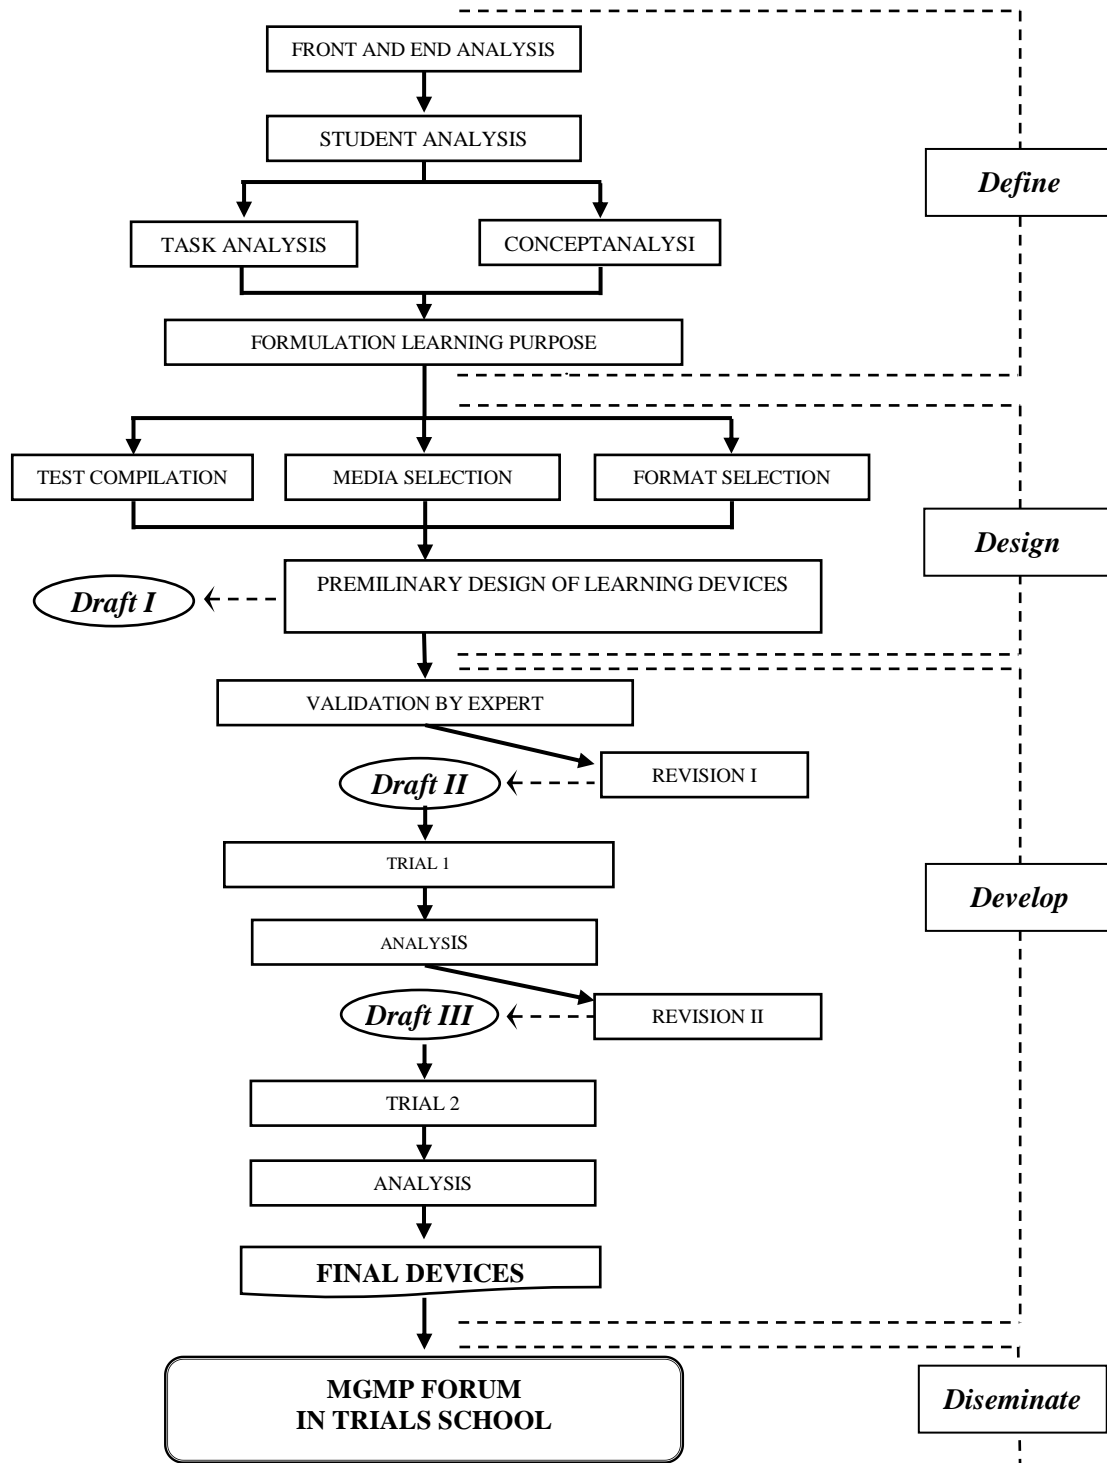 FRONT AND END ANALYSIS
STUDENT ANALYSIS
Define
TASK ANALYSIS
CONCEPTANALYSI
FORMULATION LEARNING PURPOSE
TEST COMPILATION
MEDIA SELECTION
FORMAT SELECTION
Design
PREMILINARY DESIGN OF LEARNING DEVICES
Draft I
VALIDATION BY EXPERT
REVISION I
Draft II
TRIAL 1
Develop
ANALYSIS
REVISION II
Draft III
TRIAL 2
ANALYSIS
FINAL DEVICES
MGMP FORUM
IN TRIALS SCHOOL
Diseminate